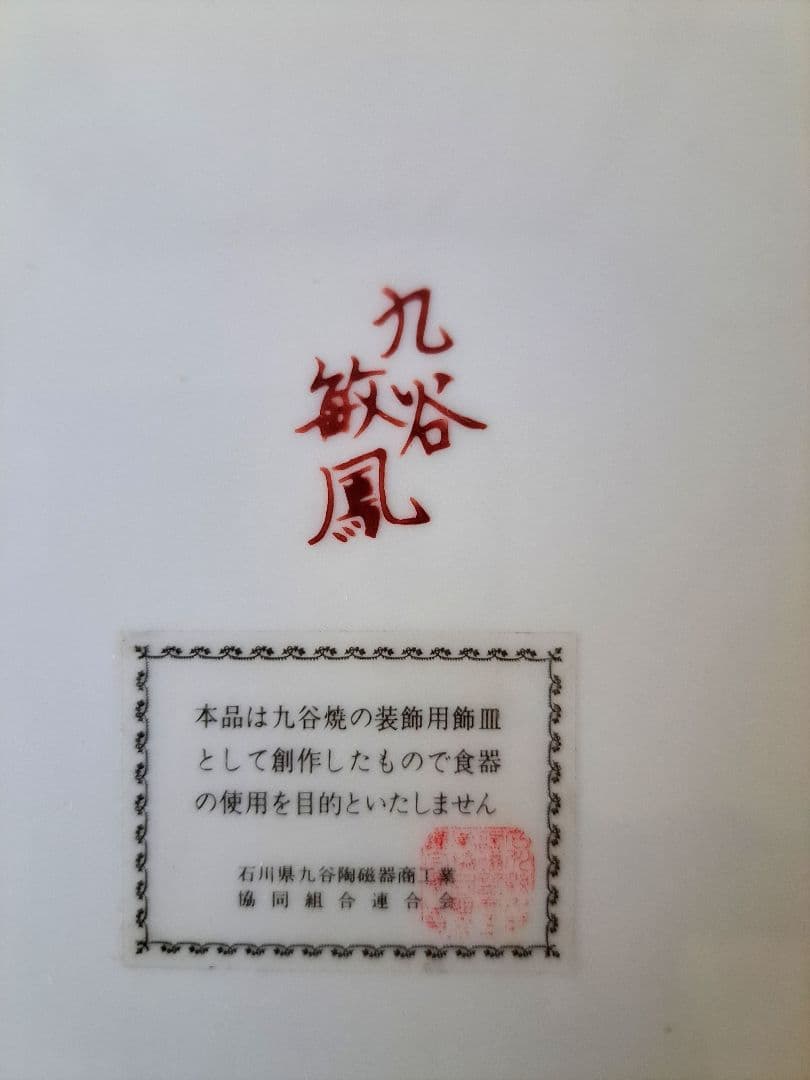 九谷
敏鳳
本品は九谷焼の装飾用飾皿
として創作したもので食器
の使用を目的といたしません
石川県九谷陶磁器商工業
協同組合連合会